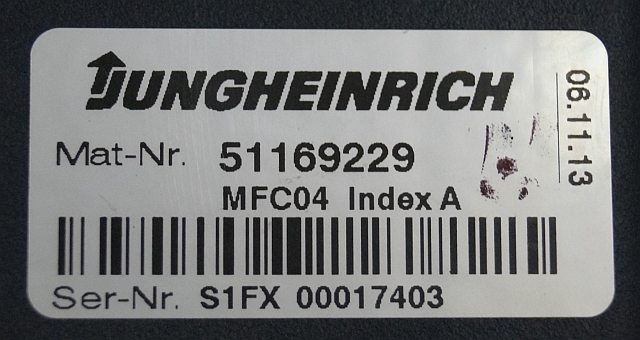 JUNGHEINRICH
Mat-Nr. 51169229
MFC04 Index A
Ser-Nr. S1FX 00017403
06.11.13